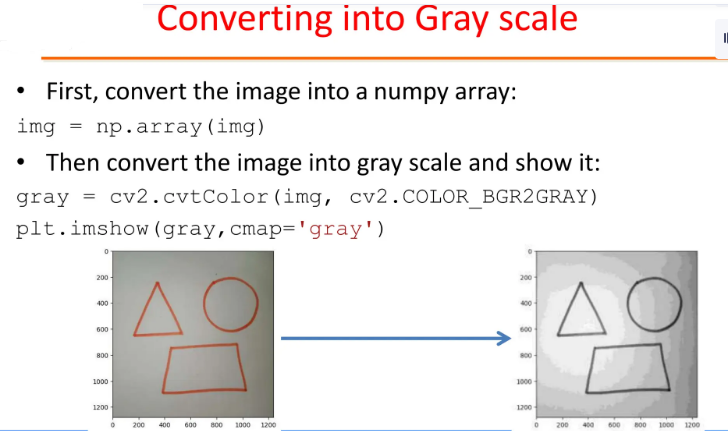 Converting into Gray scale
• First, convert the image into a numpy array:
img = np.array(img)
• Then convert the image into gray scale and show it:
gray = cv2.cvtColor(img, cv2.COLOR_BGR2GRAY)
plt.imshow(gray,cmap='gray')
0
200
400
600
800
1000
1200
0 200 400 600 800 1000 1200
0
200
400
600
800
1000
1200
0 200 400 600 800 1000 1200